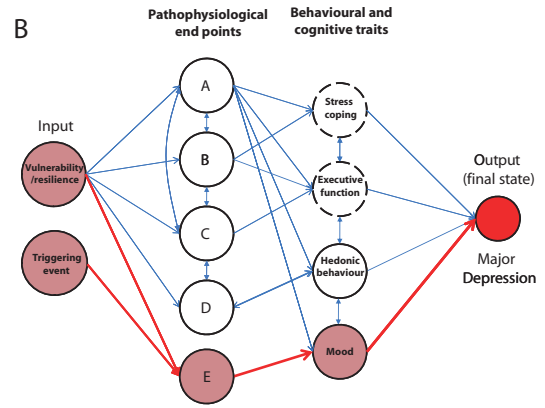 B
Pathophysiological
end points
Behavioural and
cognitive traits
Input
Vulnerability
/resilience
Triggering
event
A
B
C
D
E
Stress
coping
Executive
function
Hedonic
behaviour
Mood
Output
(final state)
Major
Depression